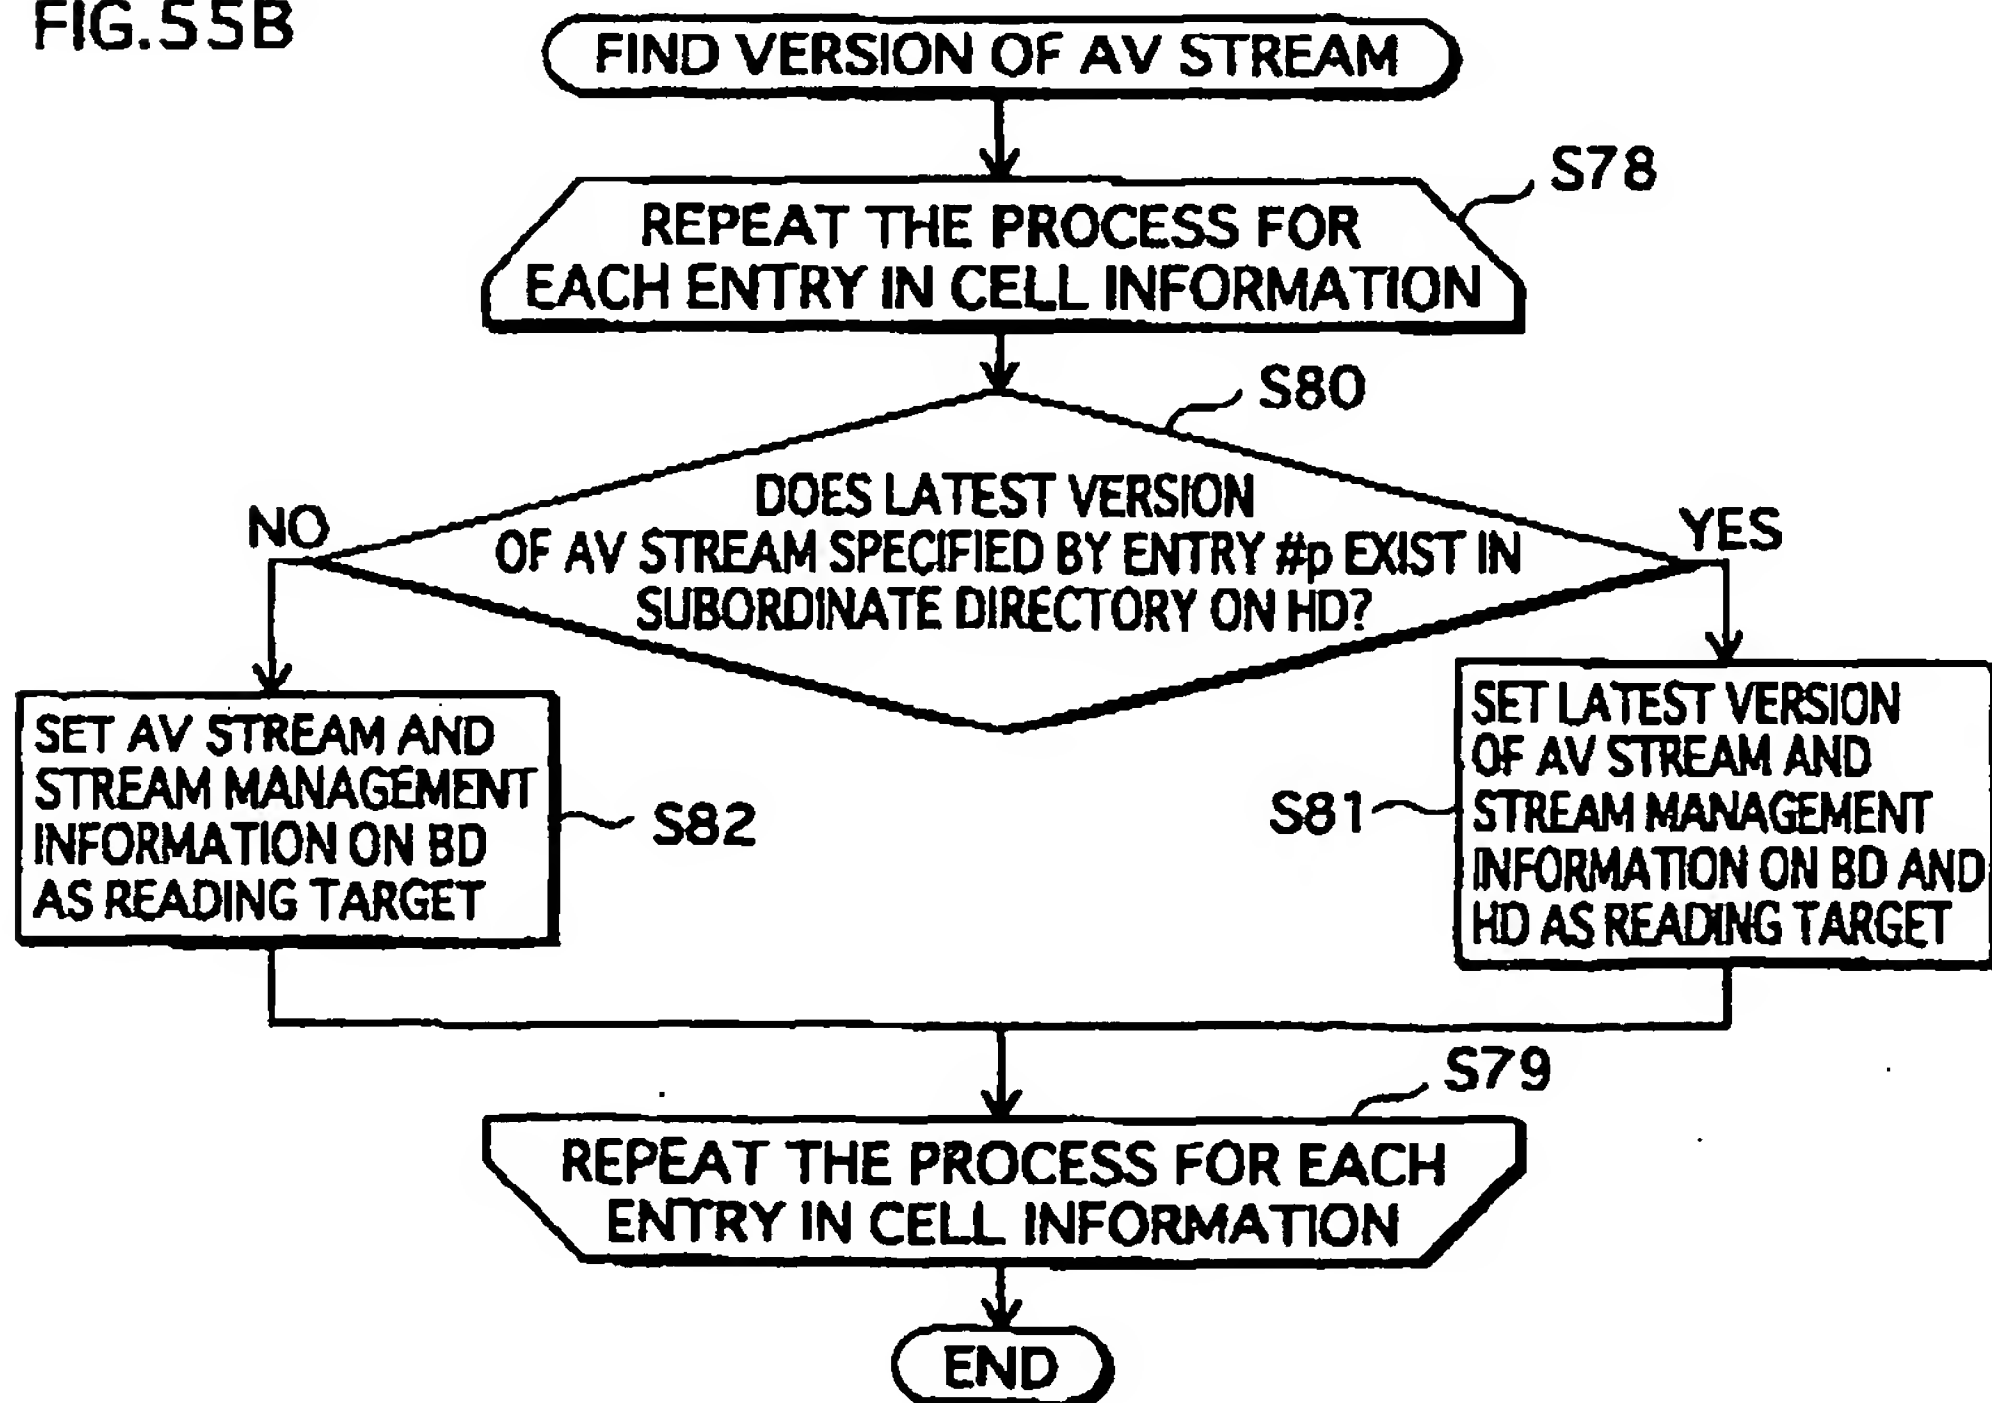 FIG.55B
FIND VERSION OF AV STREAM
S78
REPEAT THE PROCESS FOR
EACH ENTRY IN CELL INFORMATION
S80
DOES LATEST VERSION
OF AV STREAM SPECIFIED BY ENTRY #p EXIST IN
SUBORDINATE DIRECTORY ON HD?
NO
YES
SET AV STREAM AND
STREAM MANAGEMENT
INFORMATION ON BD
AS READING TARGET
S82
S81
SET LATEST VERSION
OF AV STREAM AND
STREAM MANAGEMENT
INFORMATION ON BD AND
HD AS READING TARGET
S79
REPEAT THE PROCESS FOR EACH
ENTRY IN CELL INFORMATION
END